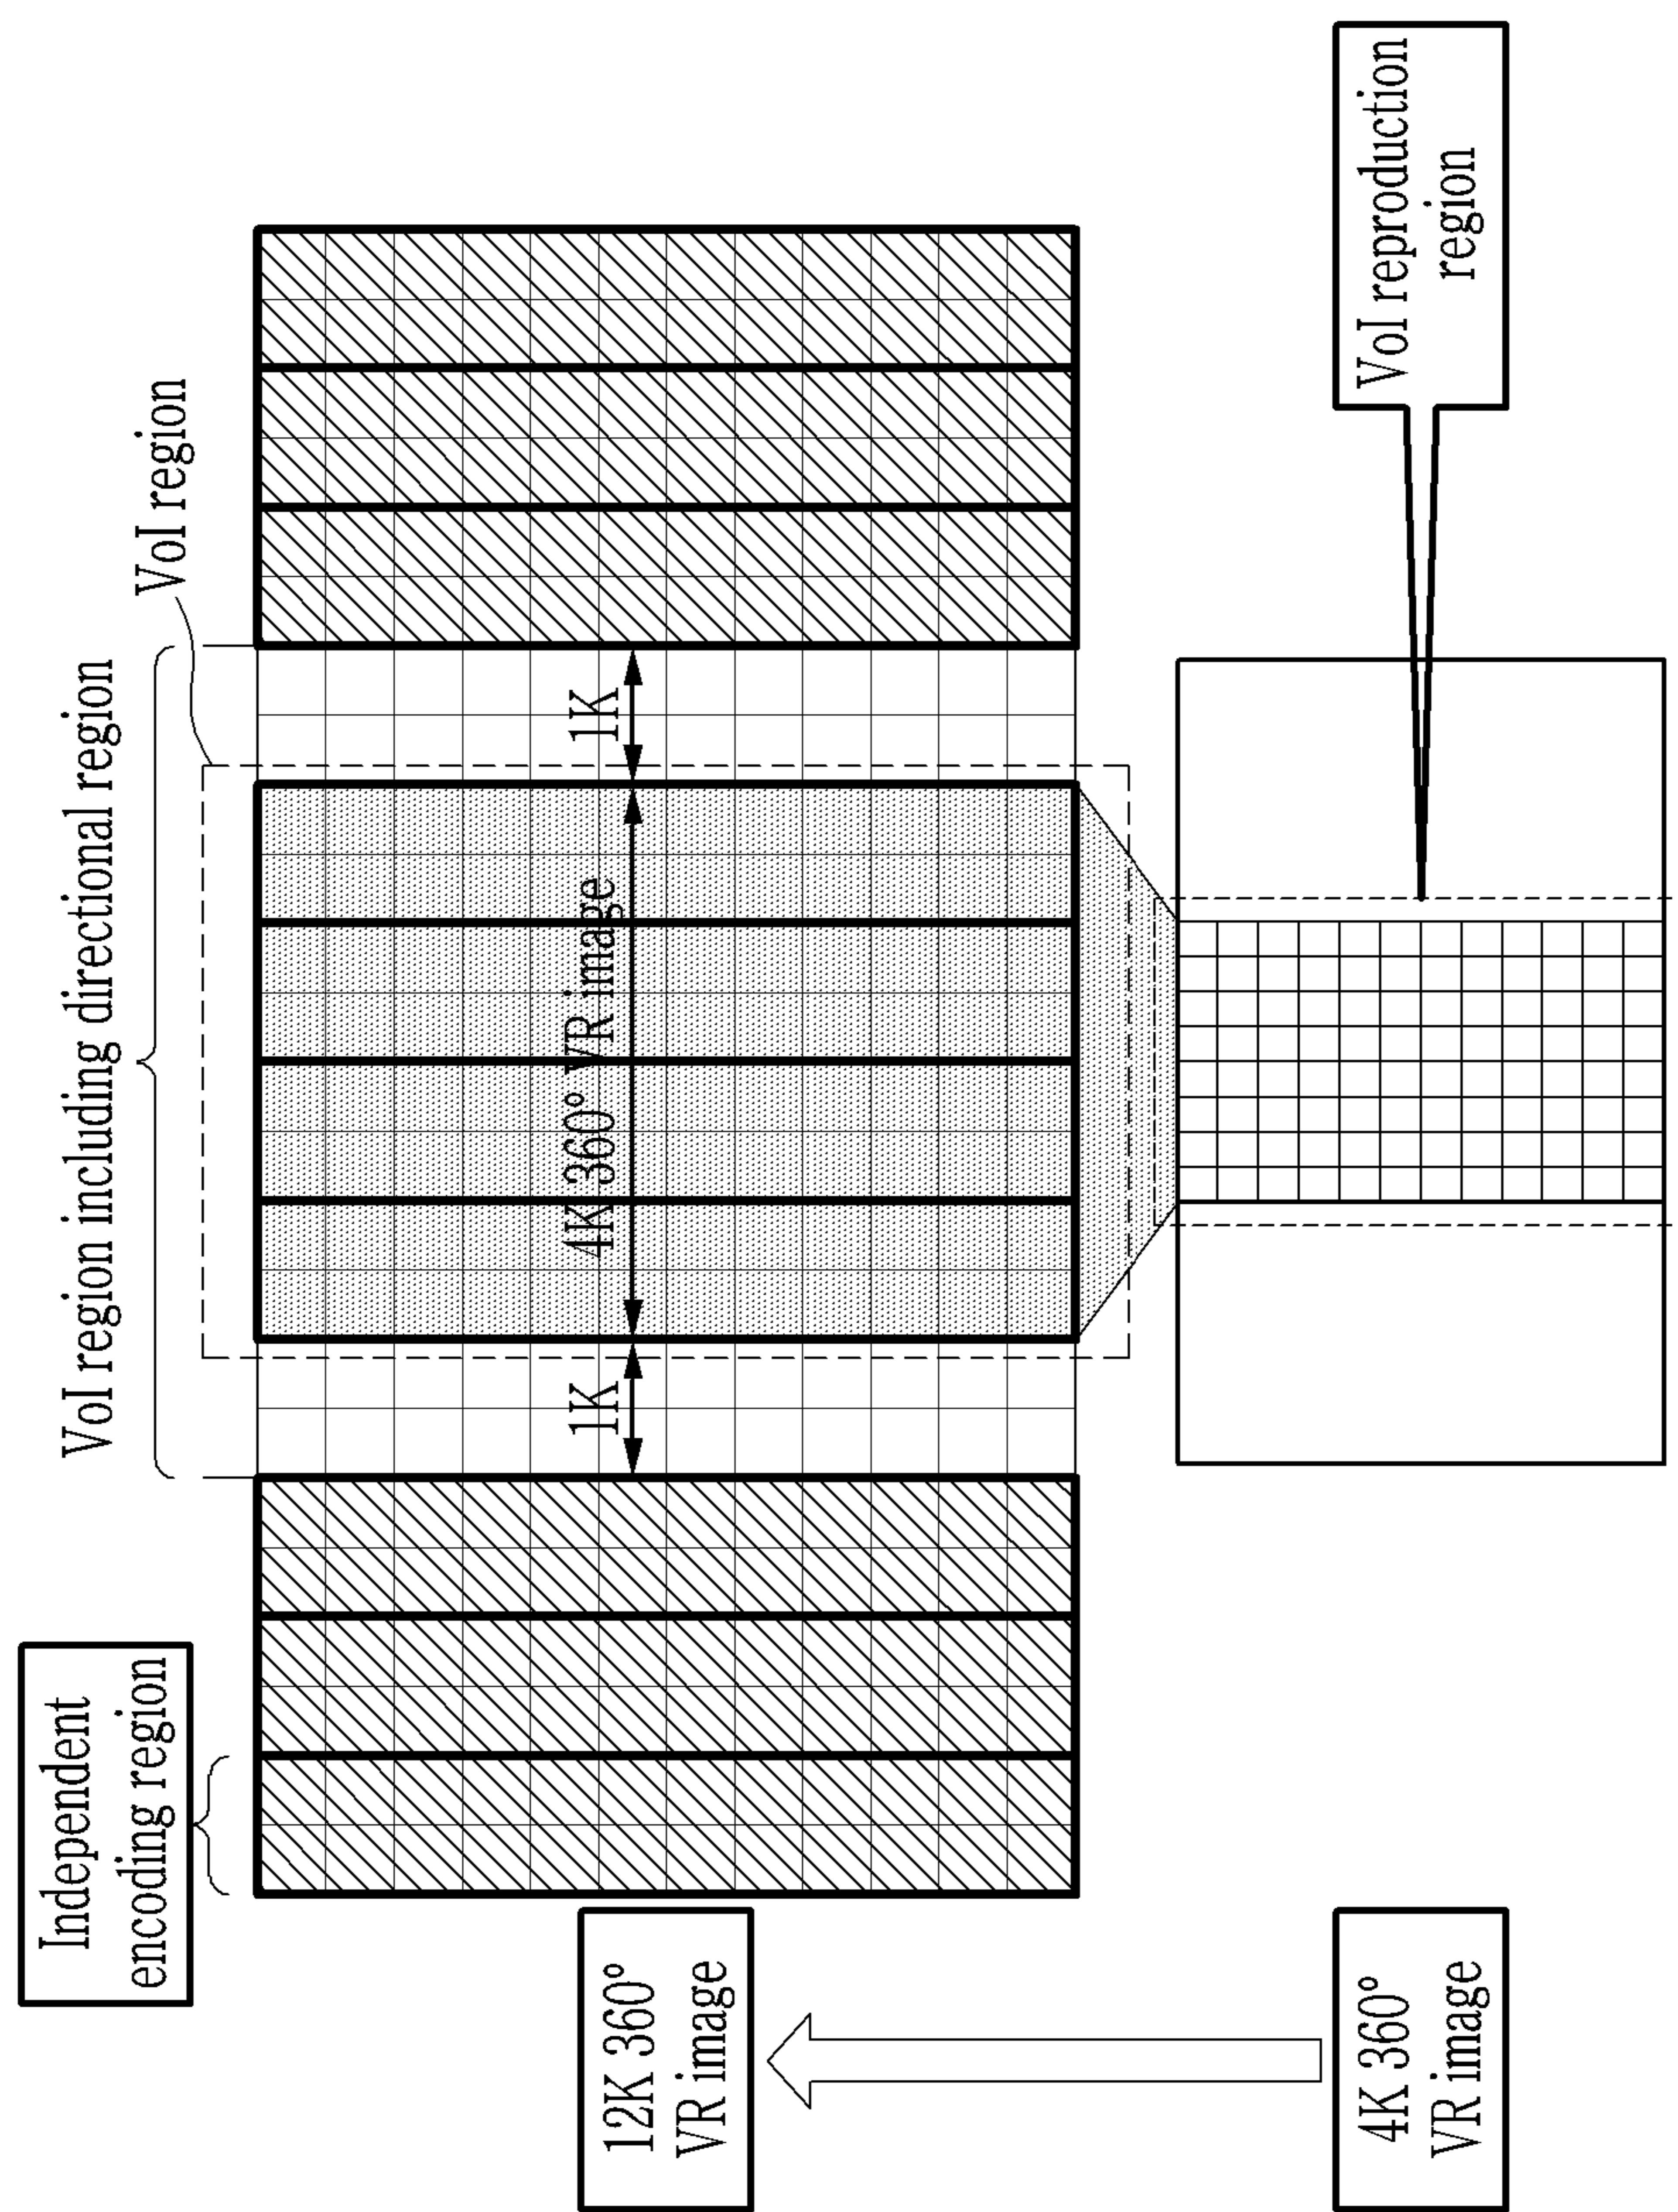 VoI region including directional region
VoI region
Independent
encoding region
12K 360°
VR image
1K
4K 360° VR image
1K
4K 360°
VR image
VoI reproduction
region